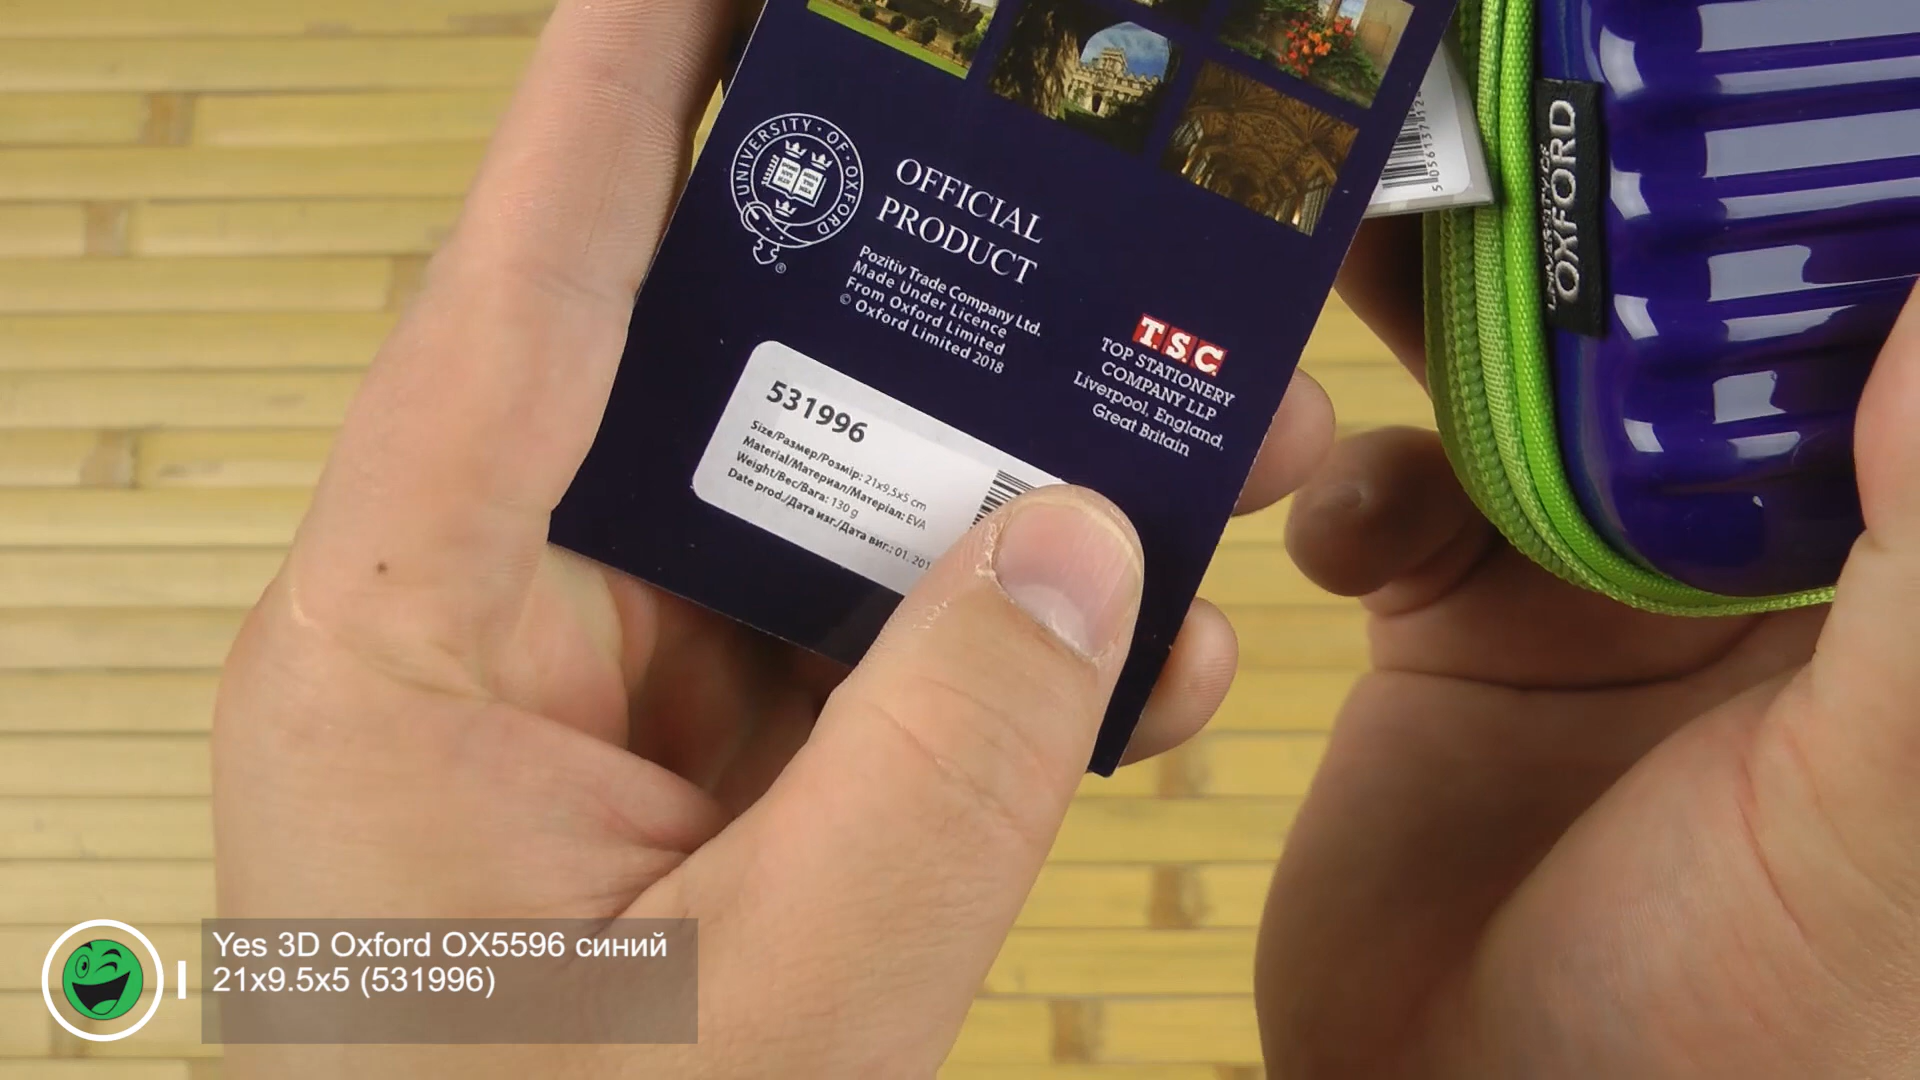 UNIVERSITY · OF · OXFORD
®
OFFICIAL
PRODUCT
Pozitiv Trade Company Ltd.
Made Under Licence
From Oxford Limited
© Oxford Limited 2018
T.S.C.
TOP STATIONERY
COMPANY LLP
Liverpool, England,
Great Britain
531996
Size/Размер/Розмір: 21x9,5x5 cm
Material/Материал/Матеріал: EVA
Weight/Вес/Вага: 130 g
Date prod./Дата изг./Дата виг.: 01. 201
OXFORD
Yes 3D Oxford OX5596 синий
21x9.5x5 (531996)